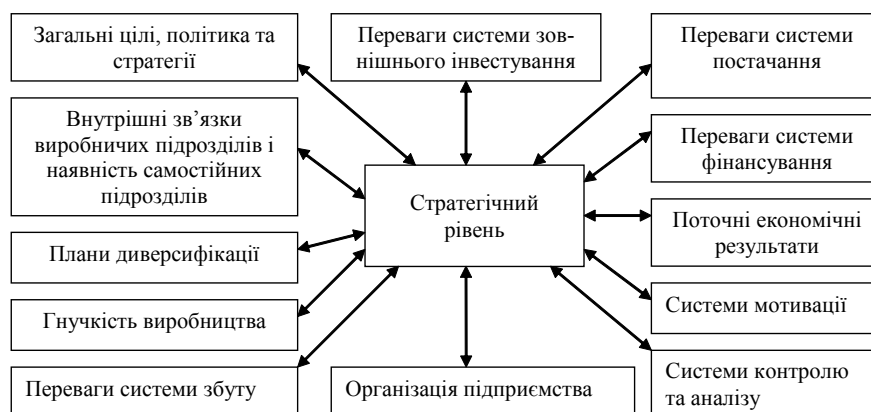 Загальні цілі, політика та
стратегії
Переваги системи зов-
нішнього інвестування
Переваги системи
постачання
Внутрішні зв’язки
виробничих підрозділів і
наявність самостійних
підрозділів
Переваги системи
фінансування
Стратегічний
рівень
Поточні економічні
результати
Плани диверсифікації
Гнучкість виробництва
Системи мотивації
Переваги системи збуту
Організація підприємства
Системи контролю
та аналізу